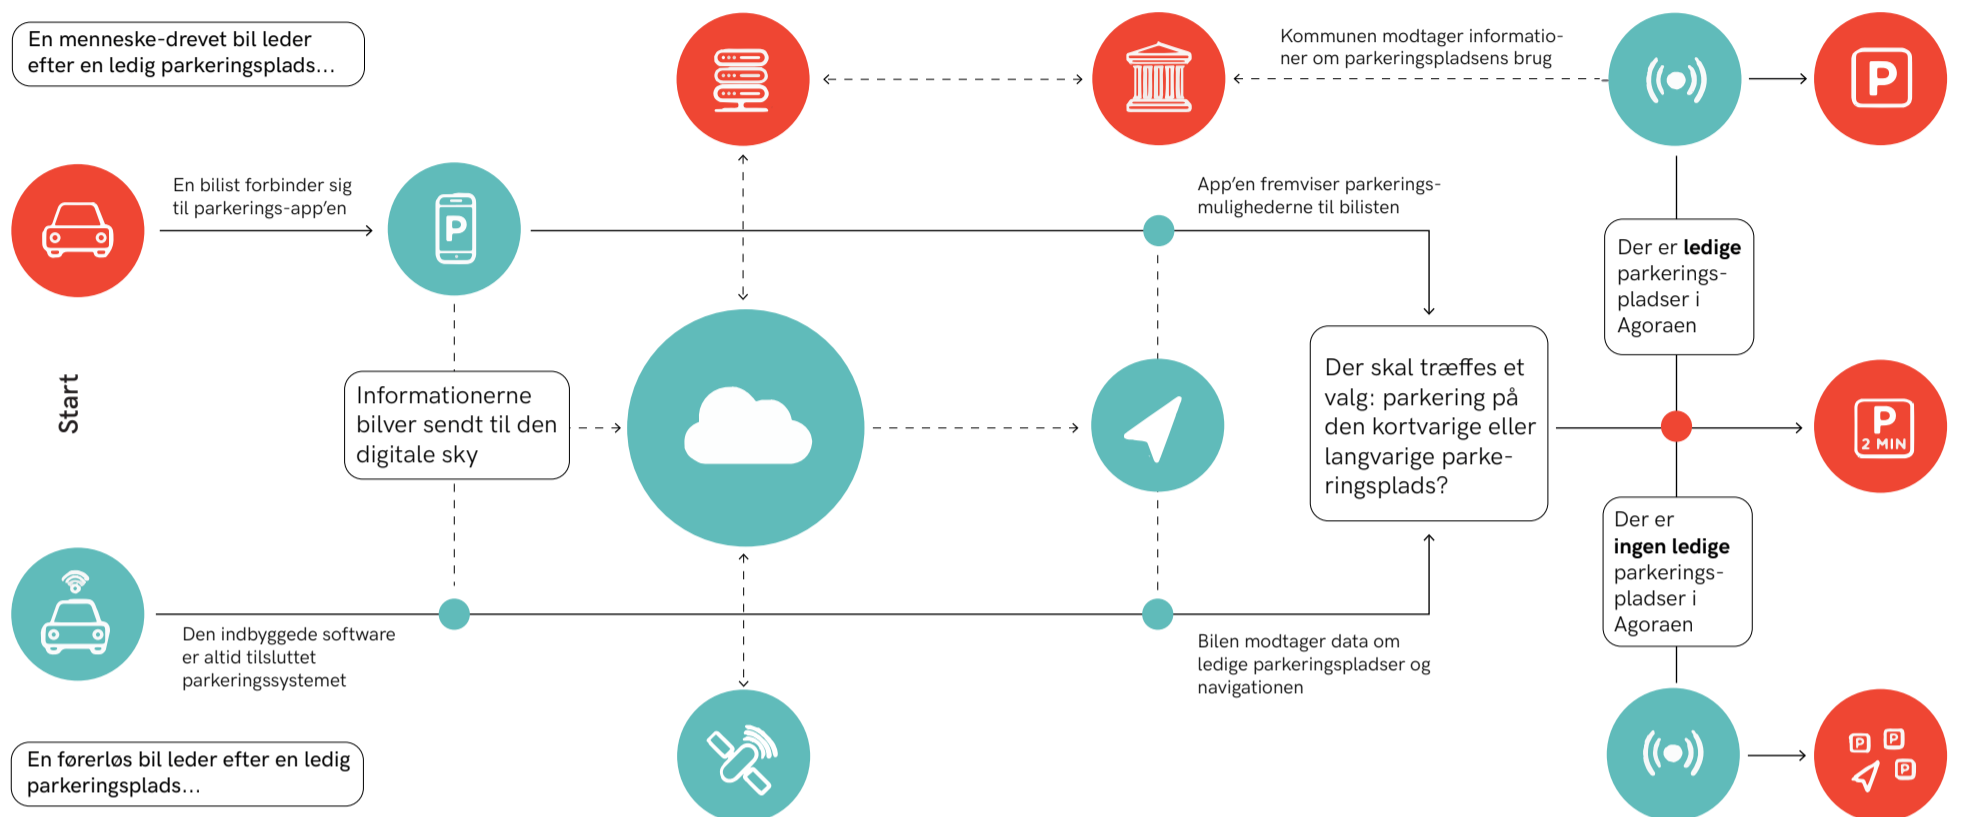 En menneske-drevet bil leder
efter en ledig parkeringsplads...
Kommunen modtager informatio-
ner om parkeringspladsens brug
P
En bilist forbinder sig
til parkerings-app'en
P
App'en fremviser parkerings-
mulighederne til bilisten
Der er ledige
parkerings-
pladser i
Agoraen
Start
Informationerne
bilver sendt til den
digitale sky
Der skal træffes et
valg: parkering på
den kortvarige eller
langvarige parke-
ringsplads?
P
2 MIN
Der er
ingen ledige
parkerings-
pladser i
Agoraen
Den indbyggede software
er altid tilsluttet
parkeringssystemet
Bilen modtager data om
ledige parkeringspladser og
navigationen
En førerløs bil leder efter en ledig
parkeringsplads...
P
P
P